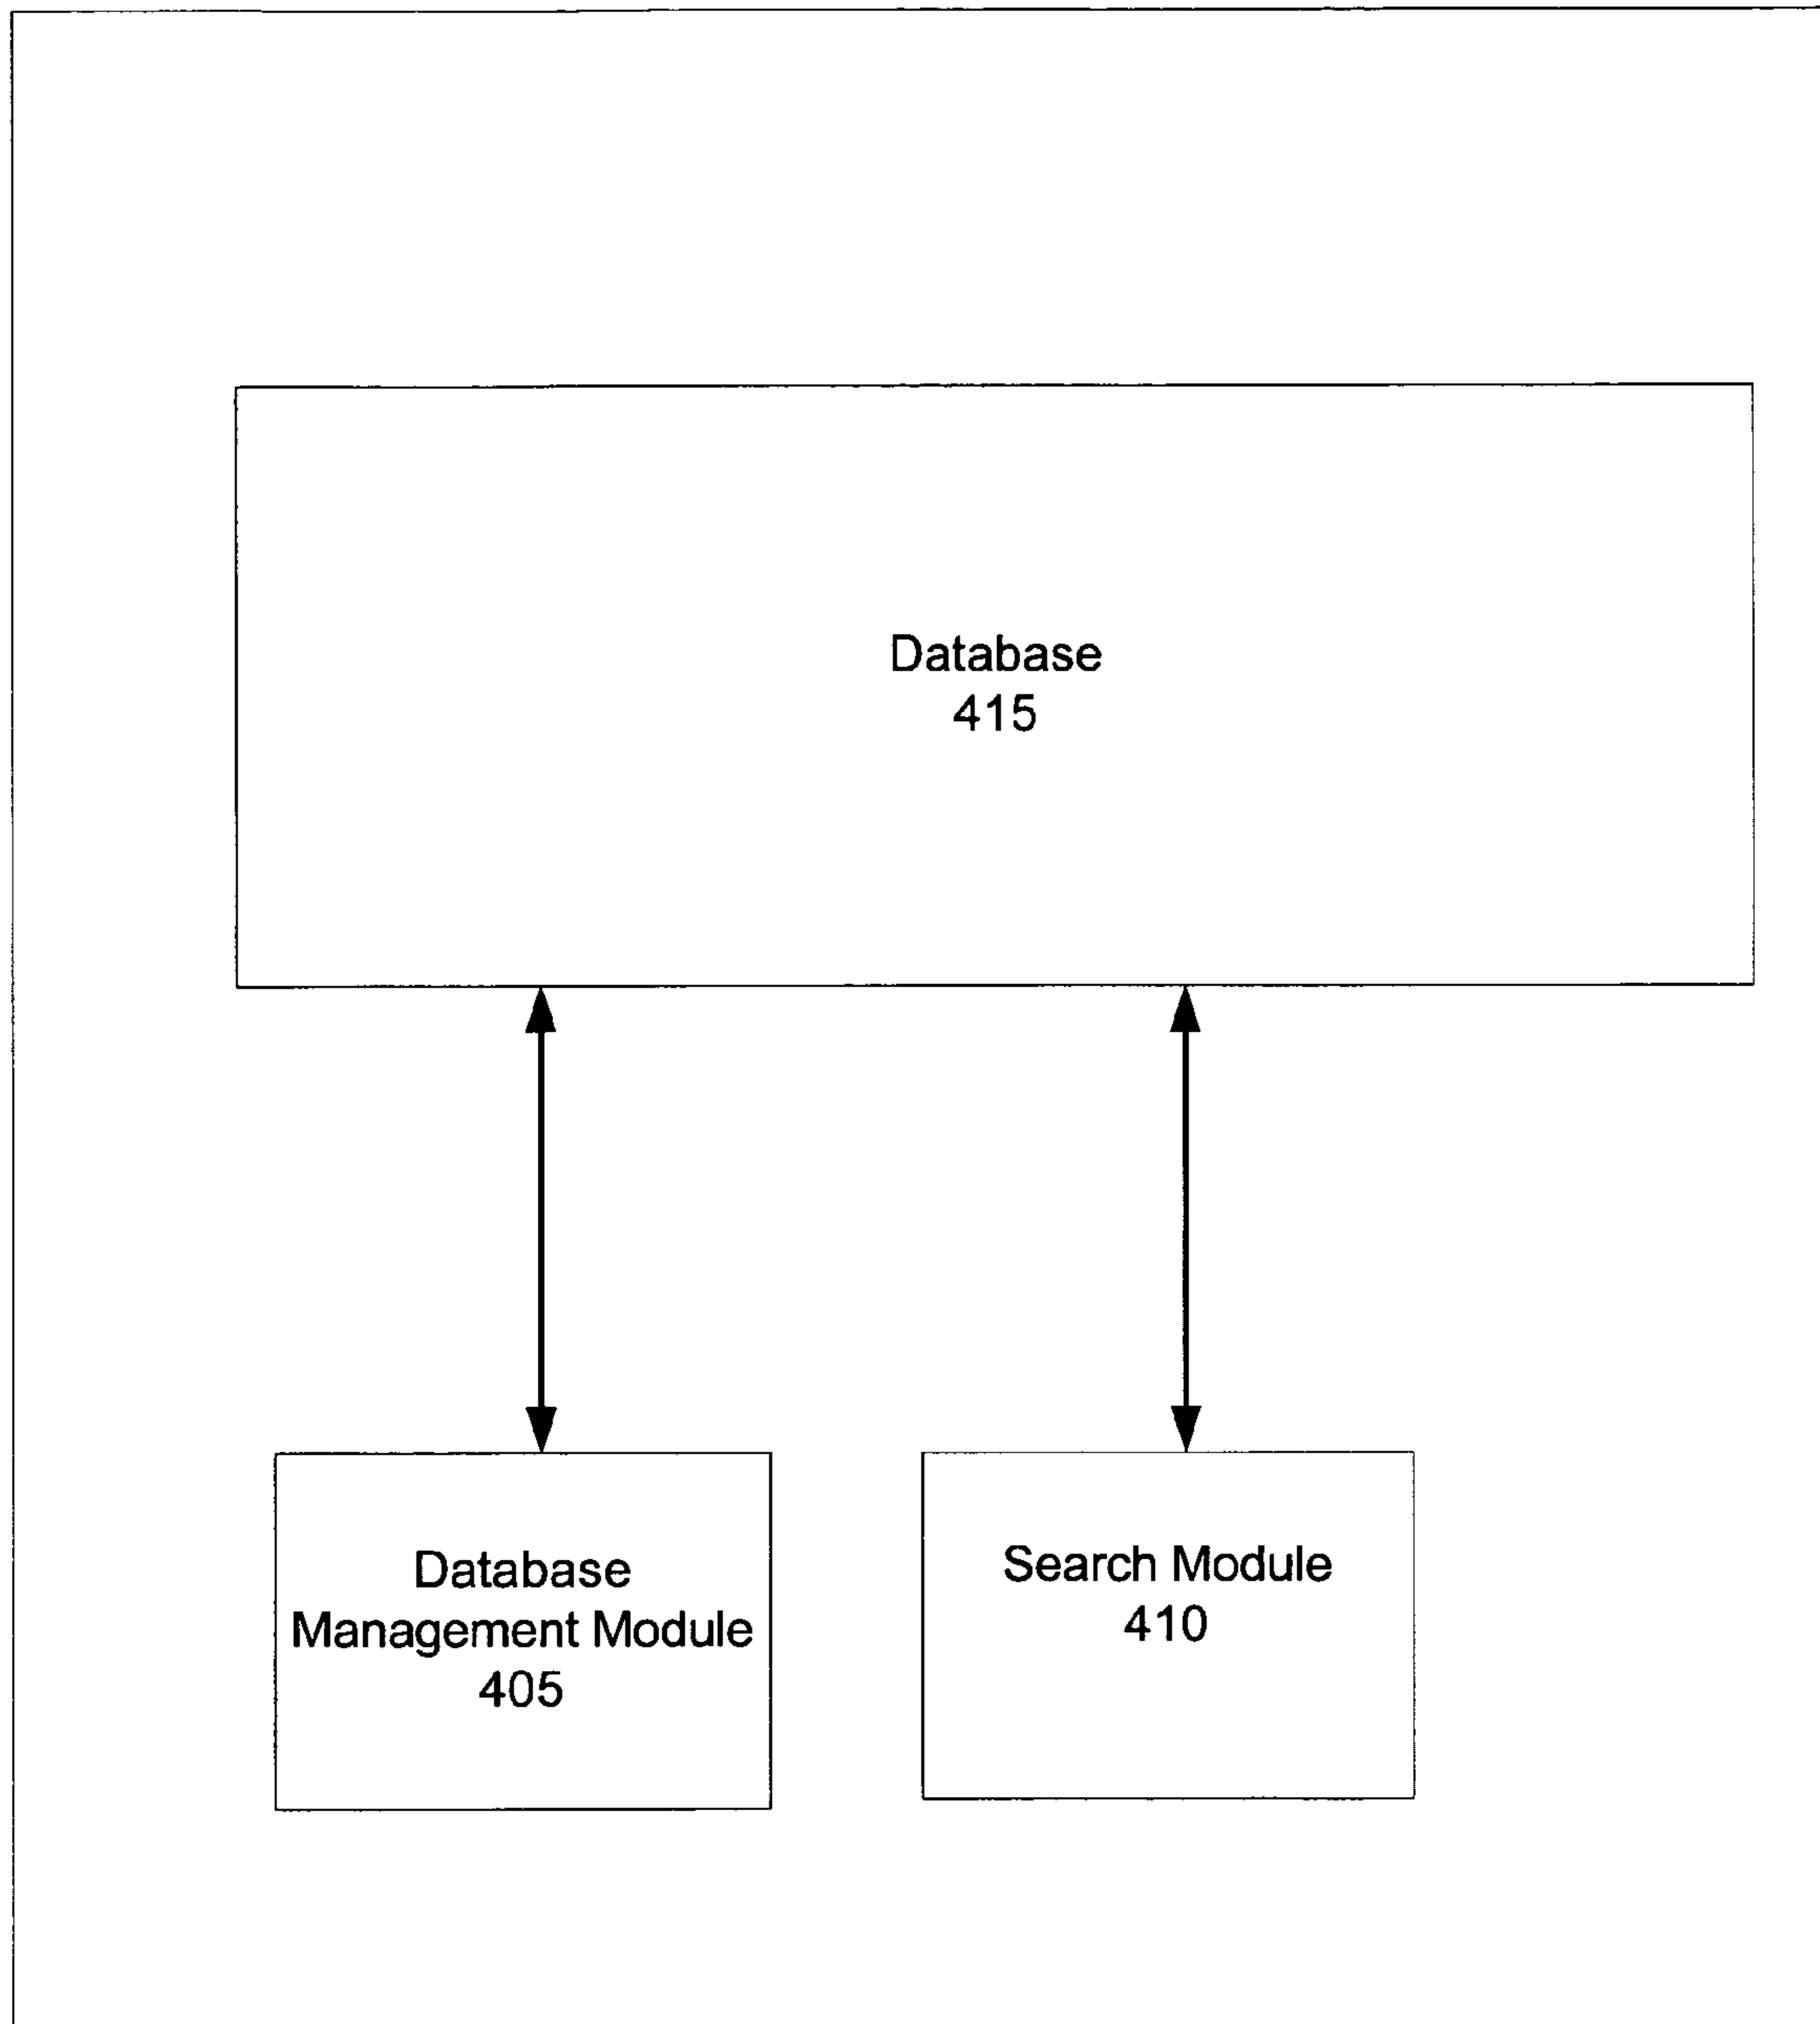 Database
415
Database
Management Module
405
Search Module
410